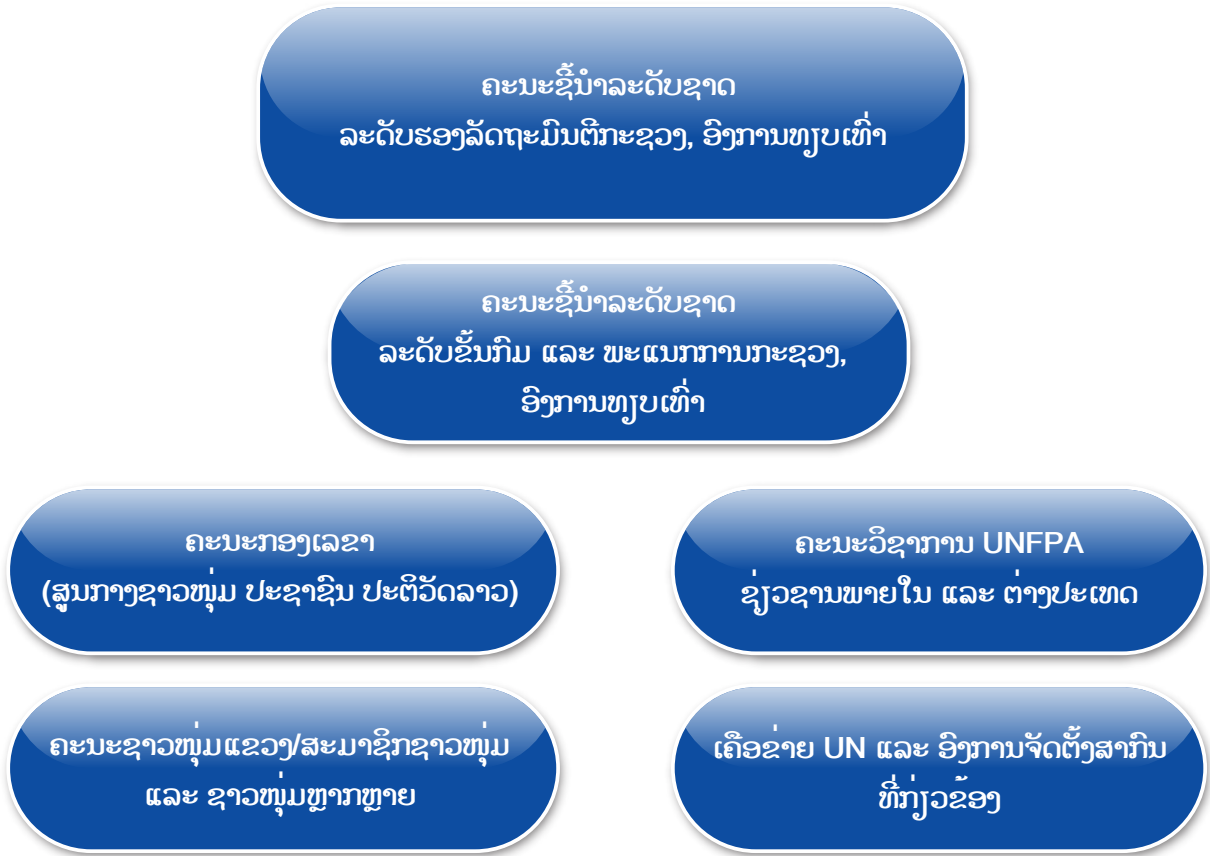 ຄະນະຊີ້ນຳລະດັບຊາດ
ລະດັບຮອງລັດຖະມົນຕີກະຊວງ, ອົງການທຽບເທົ່າ
ຄະນະຊີ້ນຳລະດັບຊາດ
ລະດັບຂັ້ນກົມ ແລະ ພະແນກການກະຊວງ,
ອົງການທຽບເທົ່າ
ຄະນະກອງເລຂາ
(ສູນກາງຊາວໜຸ່ມ ປະຊາຊົນ ປະຕິວັດລາວ)
ຄະນະວິຊາການ UNFPA
ຊ່ຽວຊານພາຍໃນ ແລະ ຕ່າງປະເທດ
ຄະນະຊາວໜຸ່ມແຂວງ/ສະມາຊິກຊາວໜຸ່ມ
ແລະ ຊາວໜຸ່ມຫຼາກຫຼາຍ
ເຄືອຂ່າຍ UN ແລະ ອົງການຈັດຕັ້ງສາກົນ
ທີ່ກ່ຽວຂ້ອງ